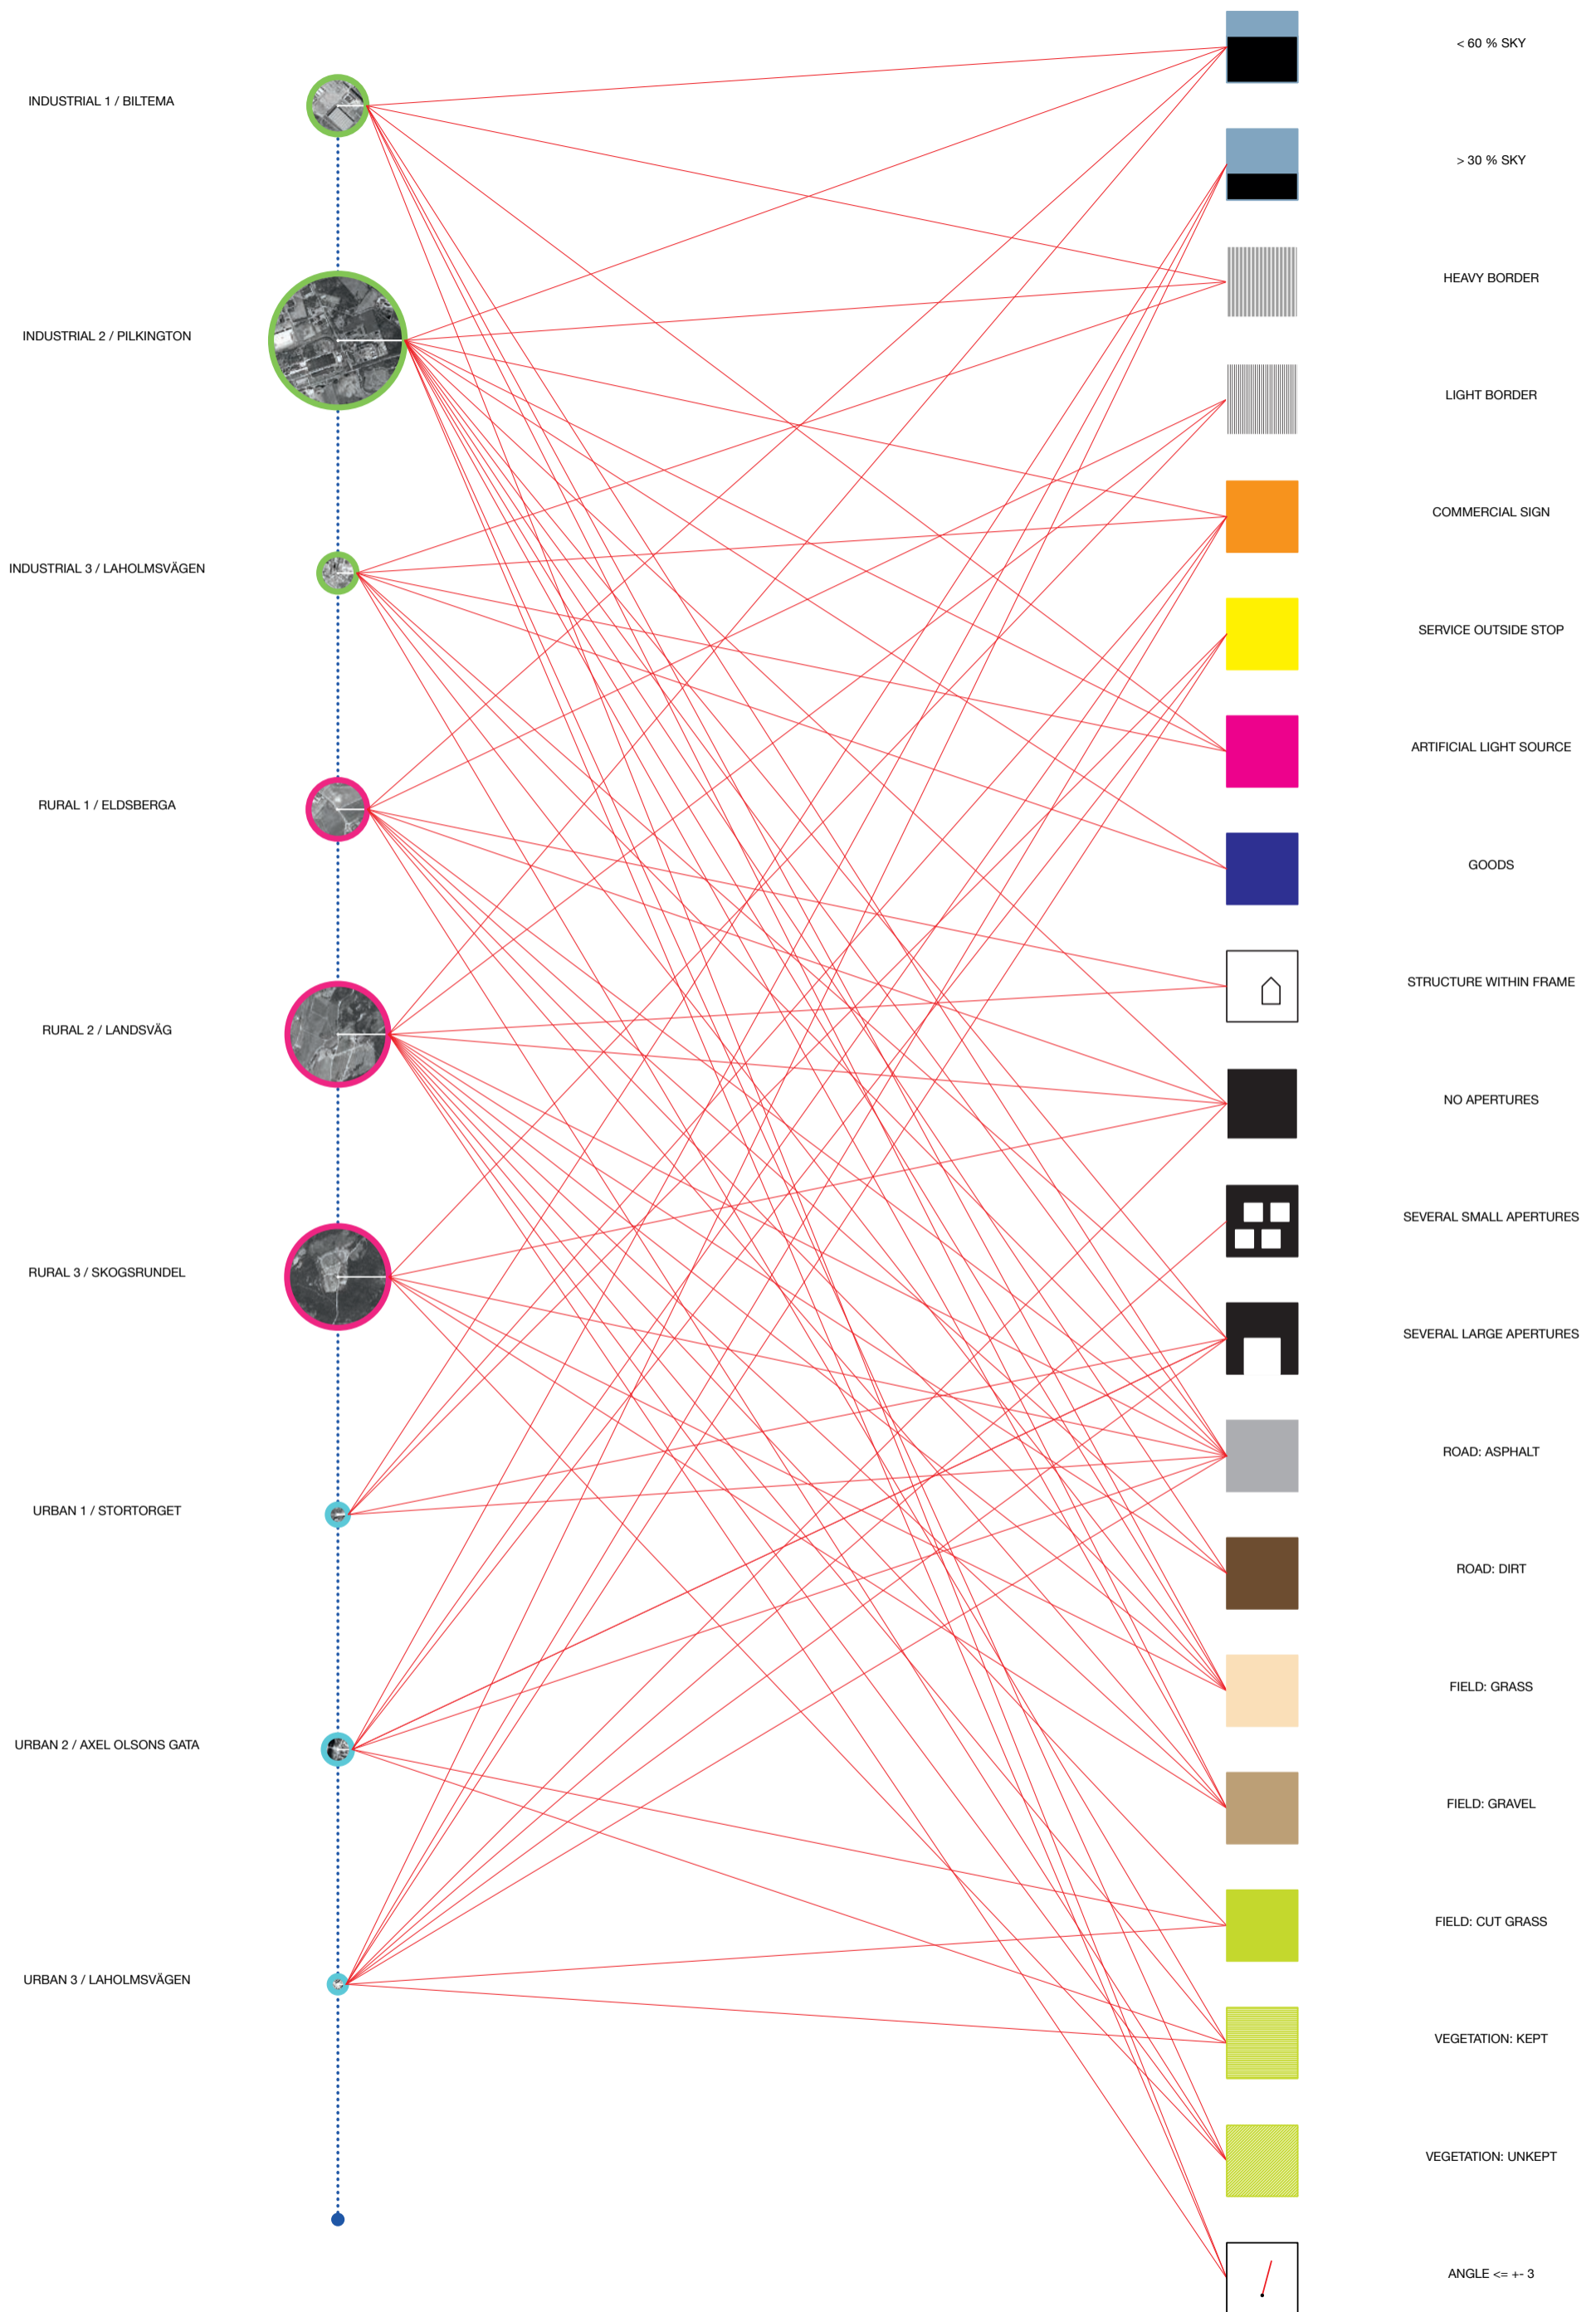 < 60 % SKY
INDUSTRIAL 1 / BILTEMA
> 30 % SKY
HEAVY BORDER
INDUSTRIAL 2 / PILKINGTON
LIGHT BORDER
COMMERCIAL SIGN
INDUSTRIAL 3 / LAHOLMSVÄGEN
SERVICE OUTSIDE STOP
ARTIFICIAL LIGHT SOURCE
RURAL 1 / ELDSBERGA
GOODS
STRUCTURE WITHIN FRAME
RURAL 2 / LANDSVÄG
NO APERTURES
SEVERAL SMALL APERTURES
RURAL 3 / SKOGSRUNDEL
SEVERAL LARGE APERTURES
ROAD: ASPHALT
URBAN 1 / STORTORGET
ROAD: DIRT
FIELD: GRASS
URBAN 2 / AXEL OLSONS GATA
FIELD: GRAVEL
FIELD: CUT GRASS
URBAN 3 / LAHOLMSVÄGEN
VEGETATION: KEPT
VEGETATION: UNKEPT
ANGLE <= +- 3